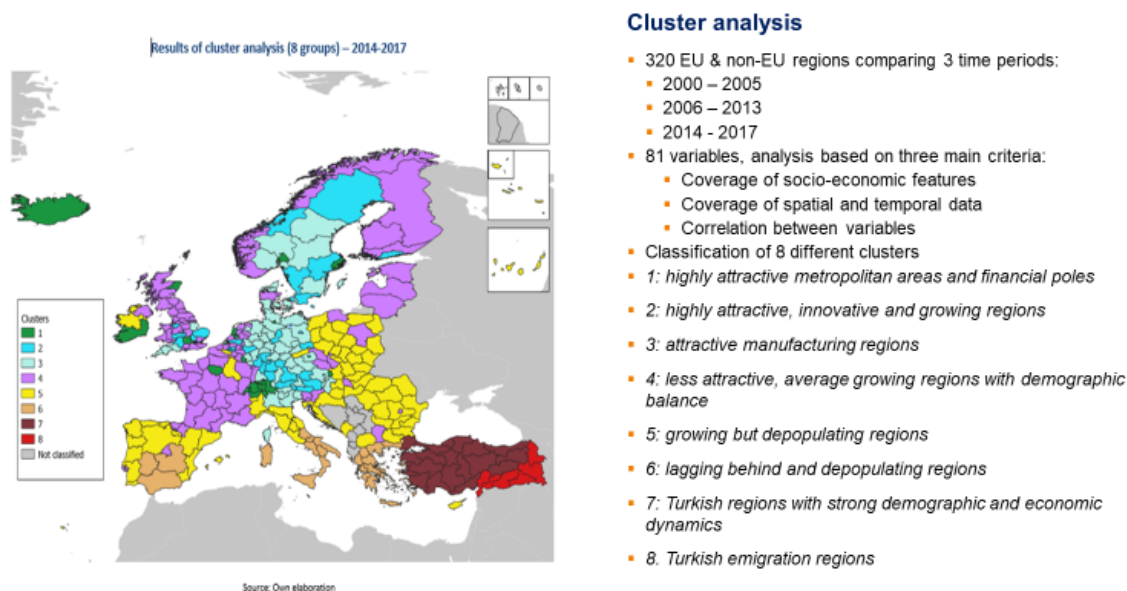 Results of cluster analysis (8 groups) – 2014-2017
Clusters
1
2
3
4
5
6
7
8
Not classified
Source: Own elaboration
Cluster analysis
320 EU & non-EU regions comparing 3 time periods:
2000 – 2005
2006 – 2013
2014 - 2017
81 variables, analysis based on three main criteria:
Coverage of socio-economic features
Coverage of spatial and temporal data
Correlation between variables
Classification of 8 different clusters
1: highly attractive metropolitan areas and financial poles
2: highly attractive, innovative and growing regions
3: attractive manufacturing regions
4: less attractive, average growing regions with demographic
balance
5: growing but depopulating regions
6: lagging behind and depopulating regions
7: Turkish regions with strong demographic and economic
dynamics
8. Turkish emigration regions